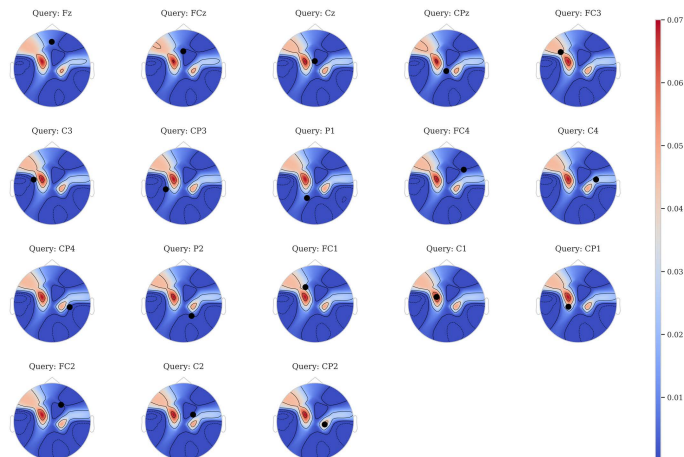 Query: Fz
Query: FCz
Query: Cz
Query: CPz
Query: FC3
0.07
0.06
0.05
0.04
0.03
0.02
0.01
Query: C3
Query: CP3
Query: P1
Query: FC4
Query: C4
Query: CP4
Query: P2
Query: FC1
Query: C1
Query: CP1
Query: FC2
Query: C2
Query: CP2